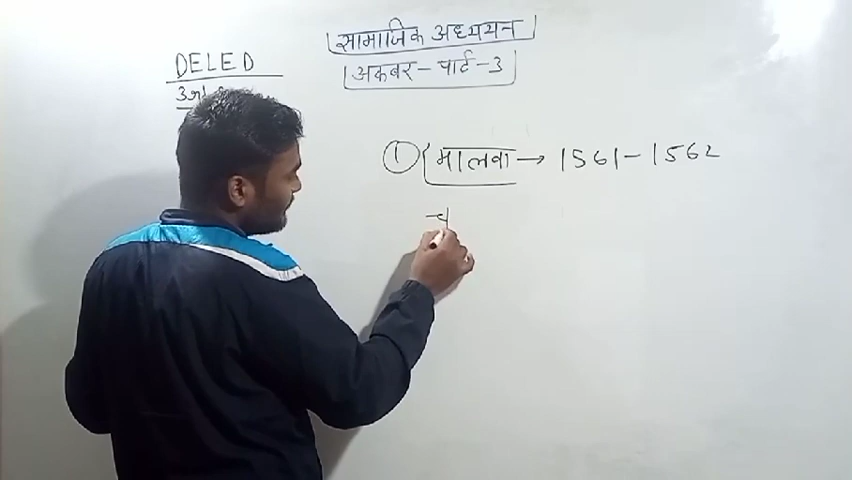 सामाजिक अध्ययन
DELED
अकबर - पार्ट - 3
① मालवा → 1561 - 1562